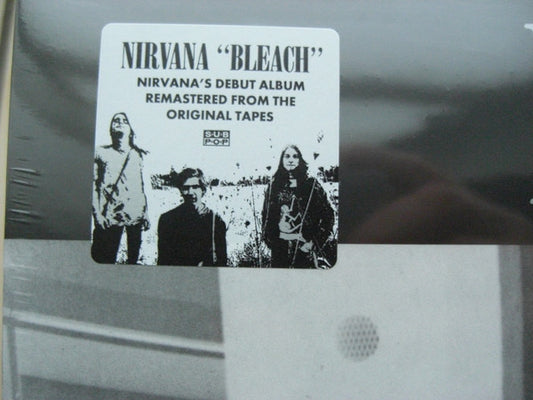 NIRVANA “BLEACH”
NIRVANA'S DEBUT ALBUM
REMASTERED FROM THE
ORIGINAL TAPES
SUB
POP